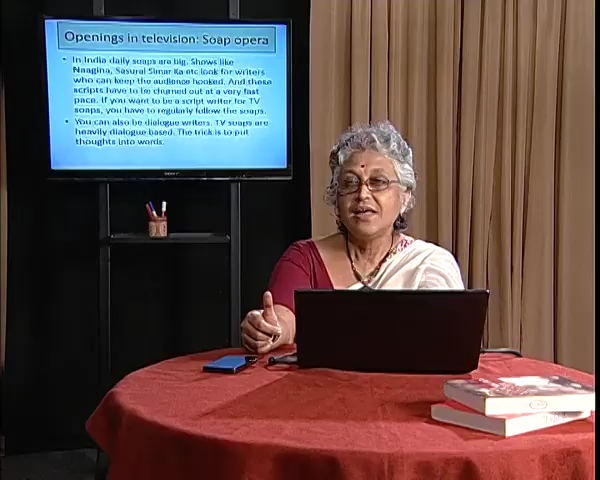 Openings in television: Soap opera
• In India daily soaps are big. Shows like
Naagina, Sasural Simar Ka etc look for writers
who can keep the audience hooked. And these
scripts have to be churned out at a very fast
pace. If you want to be a script writer for TV
soaps, you have to regularly follow the soaps.
• You can also be dialogue writers. TV soaps are
heavily dialogue based. The trick is to put
thoughts into words.
SONY